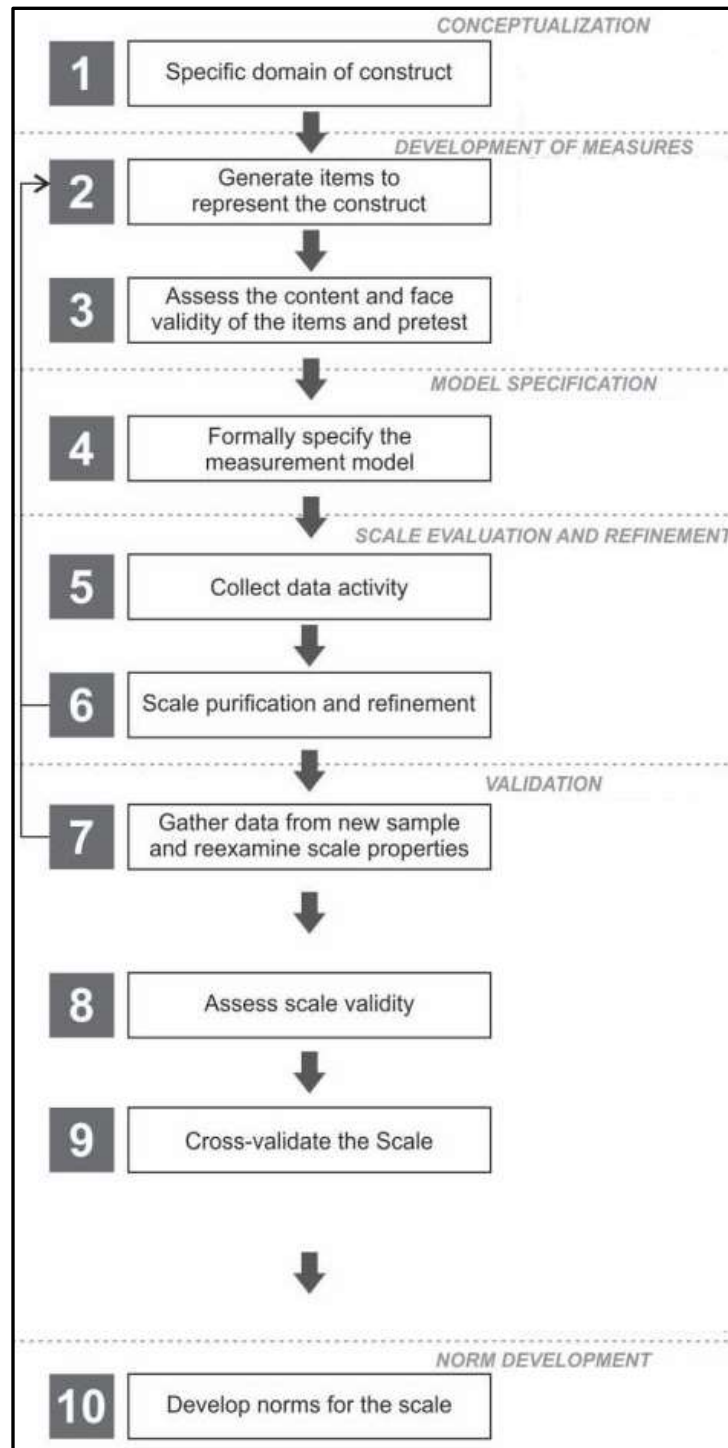 CONCEPTUALIZATION
1
Specific domain of construct
DEVELOPMENT OF MEASURES
2
Generate items to
represent the construct
3
Assess the content and face
validity of the items and pretest
MODEL SPECIFICATION
4
Formally specify the
measurement model
SCALE EVALUATION AND REFINEMENT
5
Collect data activity
6
Scale purification and refinement
VALIDATION
7
Gather data from new sample
and reexamine scale properties
8
Assess scale validity
9
Cross-validate the Scale
NORM DEVELOPMENT
10
Develop norms for the scale